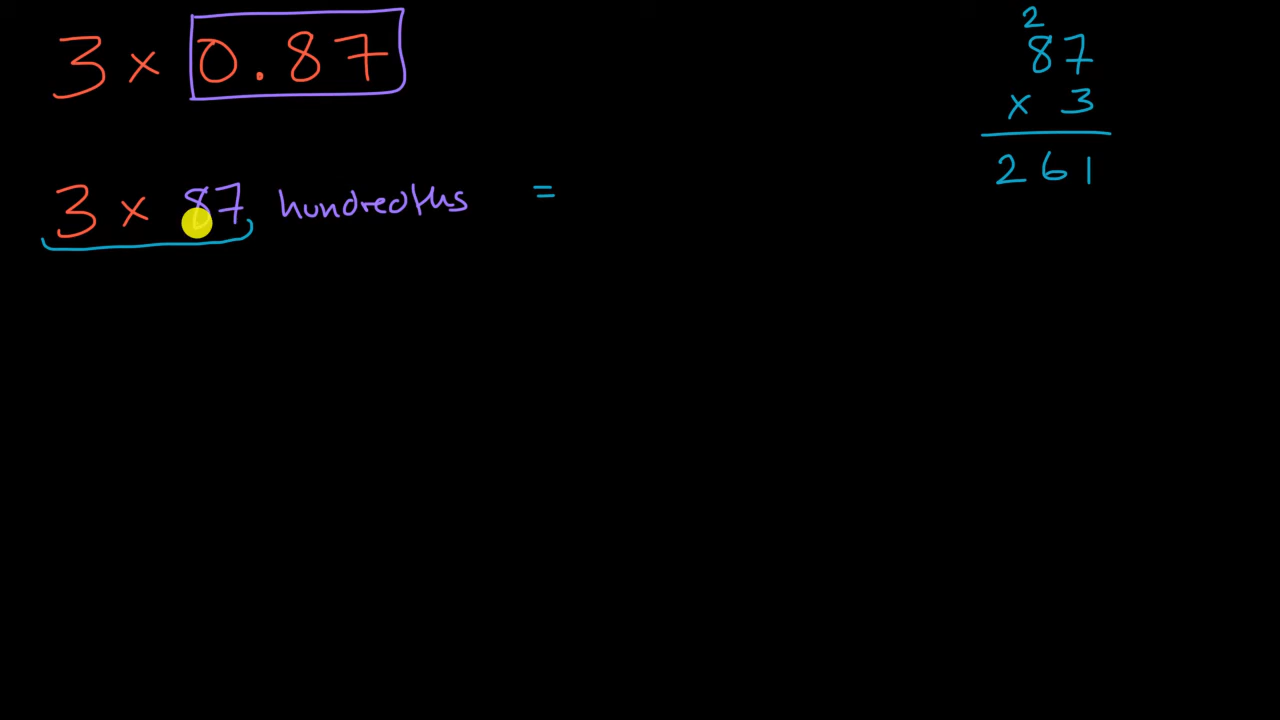 3 × 0.87
3 × 87 hundredths =
2
87
× 3
261